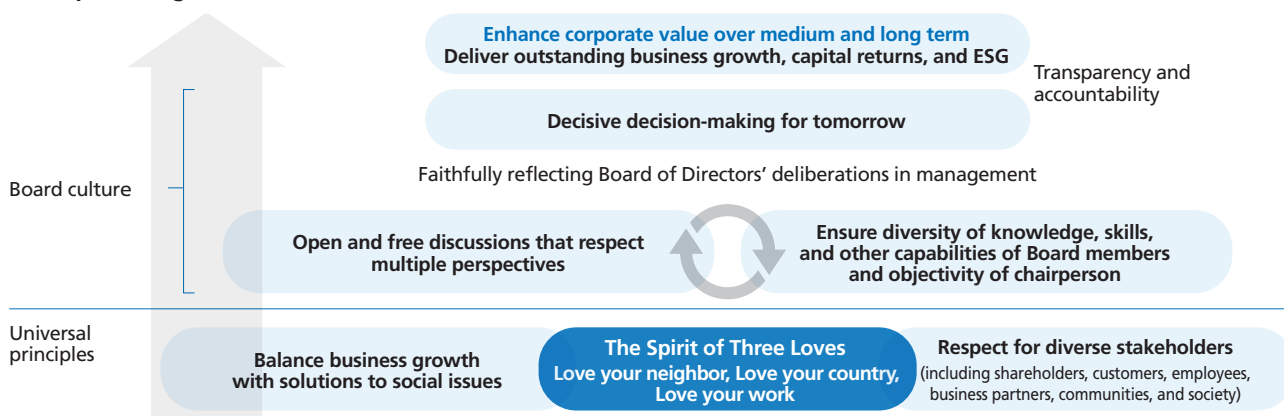 Enhance corporate value over medium and long term
Deliver outstanding business growth, capital returns, and ESG
Transparency and
accountability
Decisive decision-making for tomorrow
Faithfully reflecting Board of Directors’ deliberations in management
Board culture
Open and free discussions that respect
multiple perspectives
Ensure diversity of knowledge, skills,
and other capabilities of Board members
and objectivity of chairperson
Universal
principles
Balance business growth
with solutions to social issues
The Spirit of Three Loves
Love your neighbor, Love your country,
Love your work
Respect for diverse stakeholders
(including shareholders, customers, employees,
business partners, communities, and society)